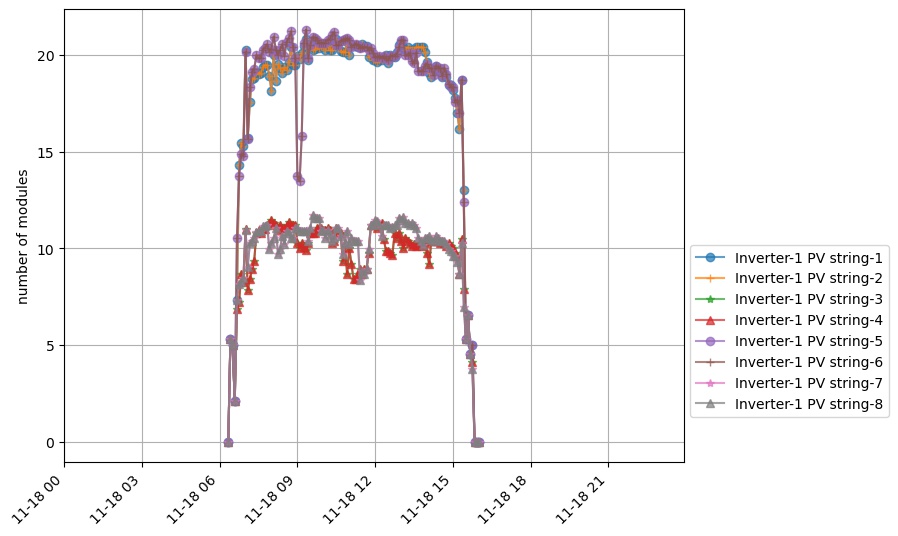 number of modules
20
15
10
5
0
11-18 00
11-18 03
11-18 06
11-18 09
11-18 12
11-18 15
11-18 18
11-18 21
Inverter-1 PV string-1
Inverter-1 PV string-2
Inverter-1 PV string-3
Inverter-1 PV string-4
Inverter-1 PV string-5
Inverter-1 PV string-6
Inverter-1 PV string-7
Inverter-1 PV string-8